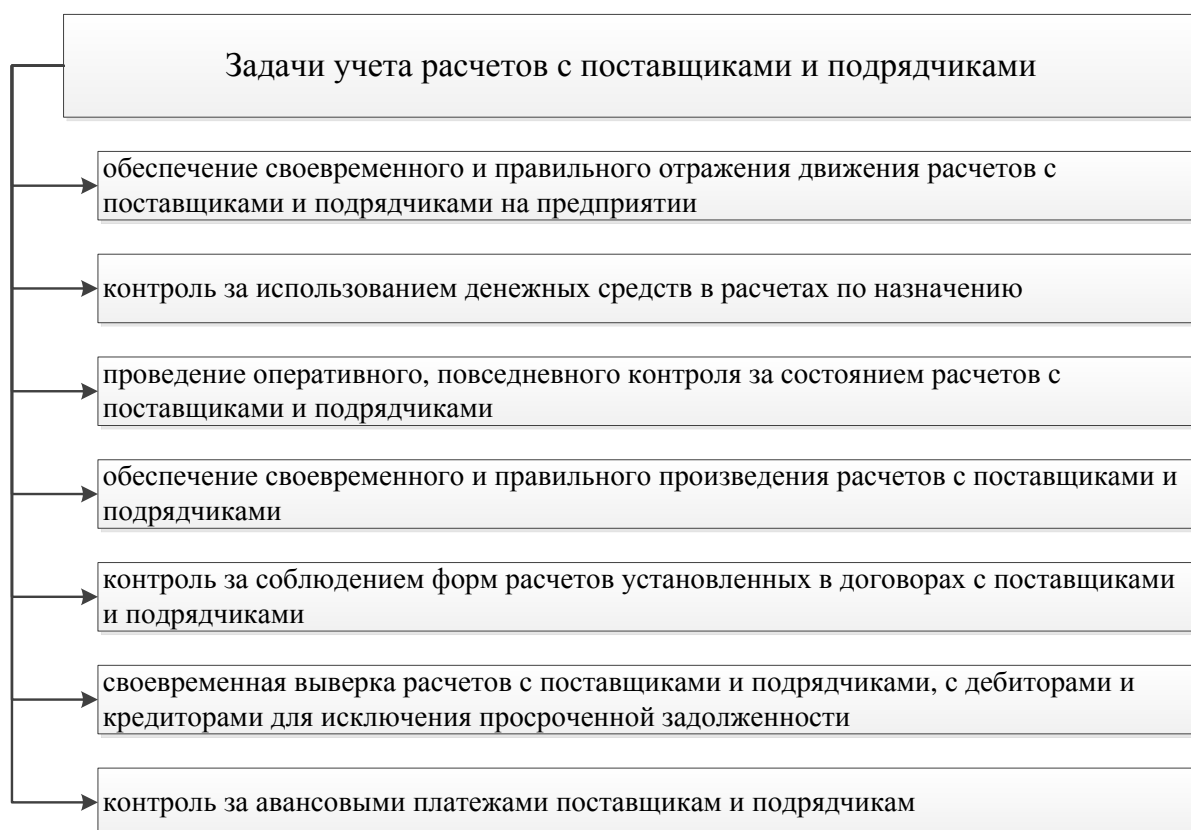 Задачи учета расчетов с поставщиками и подрядчиками
обеспечение своевременного и правильного отражения движения расчетов с
поставщиками и подрядчиками на предприятии
контроль за использованием денежных средств в расчетах по назначению
проведение оперативного, повседневного контроля за состоянием расчетов с
поставщиками и подрядчиками
обеспечение своевременного и правильного произведения расчетов с поставщиками и
подрядчиками
контроль за соблюдением форм расчетов установленных в договорах с поставщиками
и подрядчиками
своевременная выверка расчетов с поставщиками и подрядчиками, с дебиторами и
кредиторами для исключения просроченной задолженности
контроль за авансовыми платежами поставщикам и подрядчикам